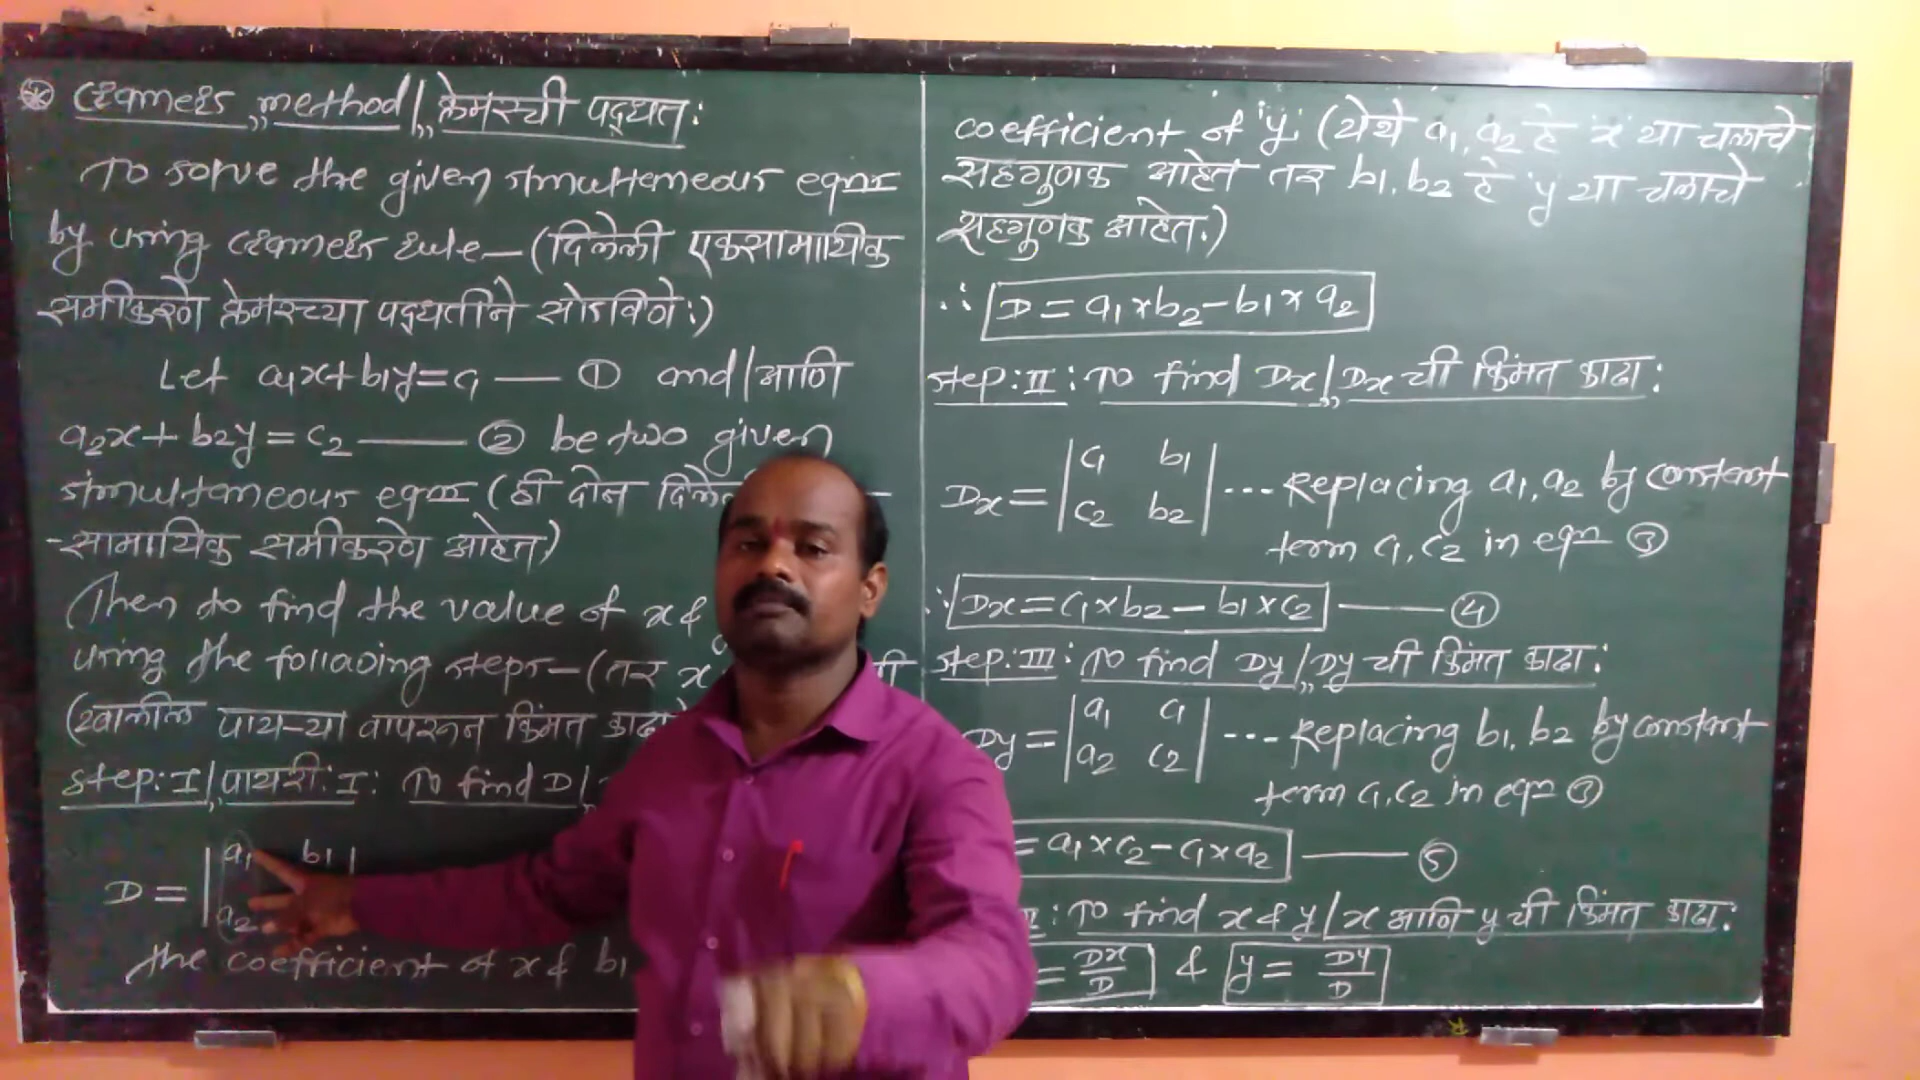 Cramer's method / क्रेमरची पद्धत:
To solve the given simultaneous eqns
by using Cramer's rule - (दिलेली एकसामायीक
समीकरणे क्रेमरच्या पद्धतीने सोडविणे:)
Let a₁x+b₁y=c₁ — ① and/आणि
a₂x+b₂y=c₂ — ② be two given
simultaneous eqns (ही दोन
-सामायिक समीकरणे आहेत)
Then to find the value of x &
using the following steps - (तर x
(खालील पायऱ्या वापरून किंमत
Step: I / पायरी: I: To find D /
D = | a₁ b₁ |
a₂
the coefficient of x & b₁
coefficient of 'y' (येथे a₁, a₂ हे x या चलाचे
सहगुणक आहेत तर b₁, b₂ हे y या चलाचे
सहगुणक आहेत.)
∴ D = a₁×b₂-b₁×a₂
Step: II: To find Dx / Dx ची किंमत काढा:
Dx = | c₁ b₁ | --- Replacing a₁, a₂ by constant
| c₂ b₂ | term c₁, c₂ in eqn ③
∴ Dx = c₁×b₂ - b₁×c₂ — ④
Step: III: To find Dy / Dy ची किंमत काढा:
Dy = | a₁ c₁ | --- Replacing b₁, b₂ by constant
| a₂ c₂ | term c₁, c₂ in eqn ③
= a₁×c₂-c₁×a₂ — ⑤
: To find x & y / x आणि y ची किंमत काढा:
= Dx/D & y = Dy/D